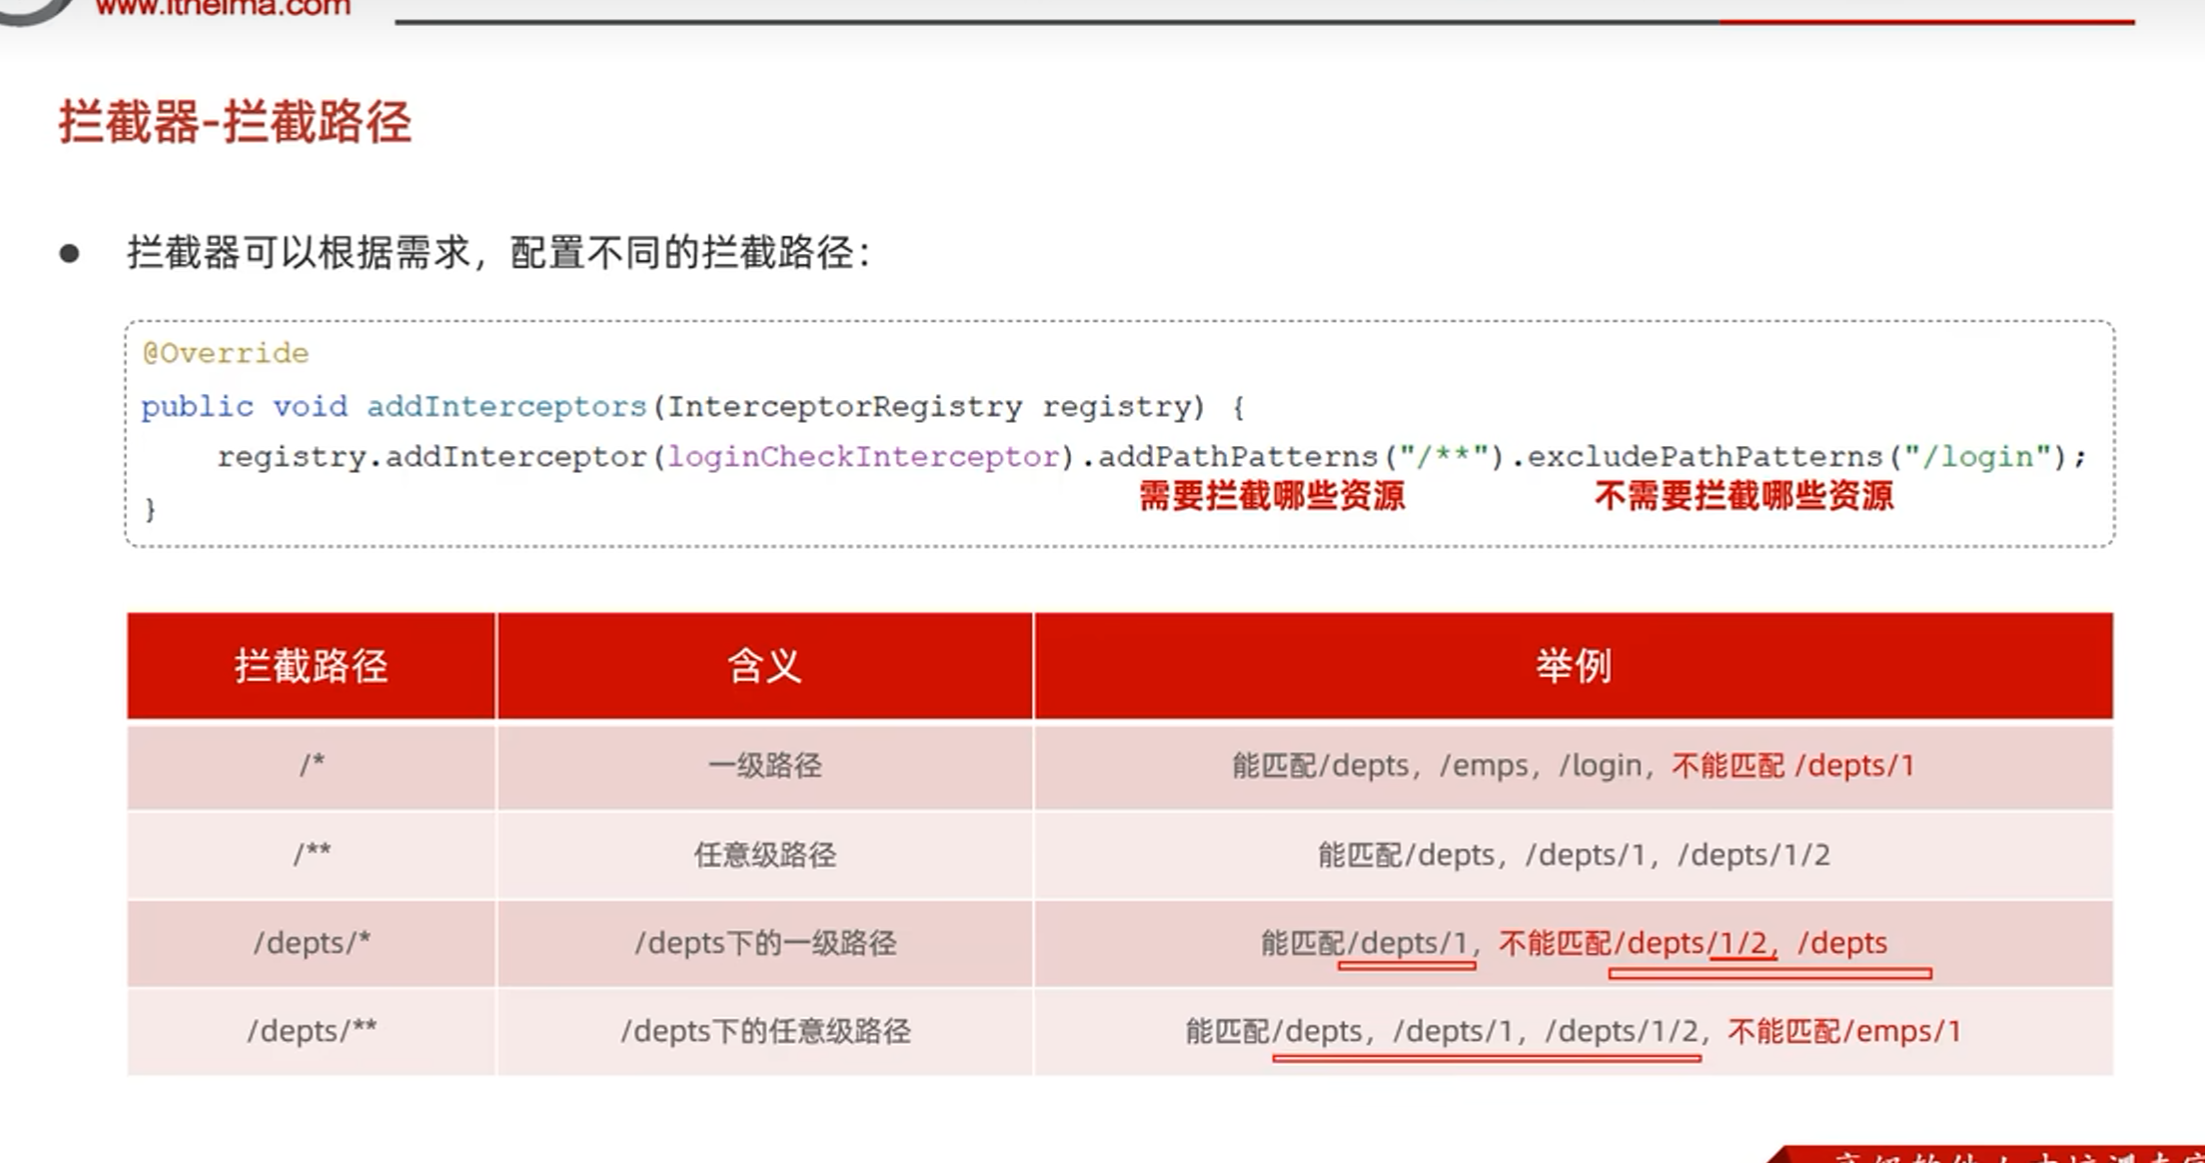 www.itheima.com
拦截器-拦截路径
● 拦截器可以根据需求，配置不同的拦截路径：
@Override
public void addInterceptors(InterceptorRegistry registry) {
registry.addInterceptor(loginCheckInterceptor).addPathPatterns("/**").excludePathPatterns("/login");
需要拦截哪些资源 不需要拦截哪些资源
}
拦截路径 含义 举例
/* 一级路径 能匹配/depts，/emps，/login，不能匹配 /depts/1
/** 任意级路径 能匹配/depts，/depts/1，/depts/1/2
/depts/* /depts下的一级路径 能匹配/depts/1，不能匹配/depts/1/2，/depts
/depts/** /depts下的任意级路径 能匹配/depts，/depts/1，/depts/1/2，不能匹配/emps/1